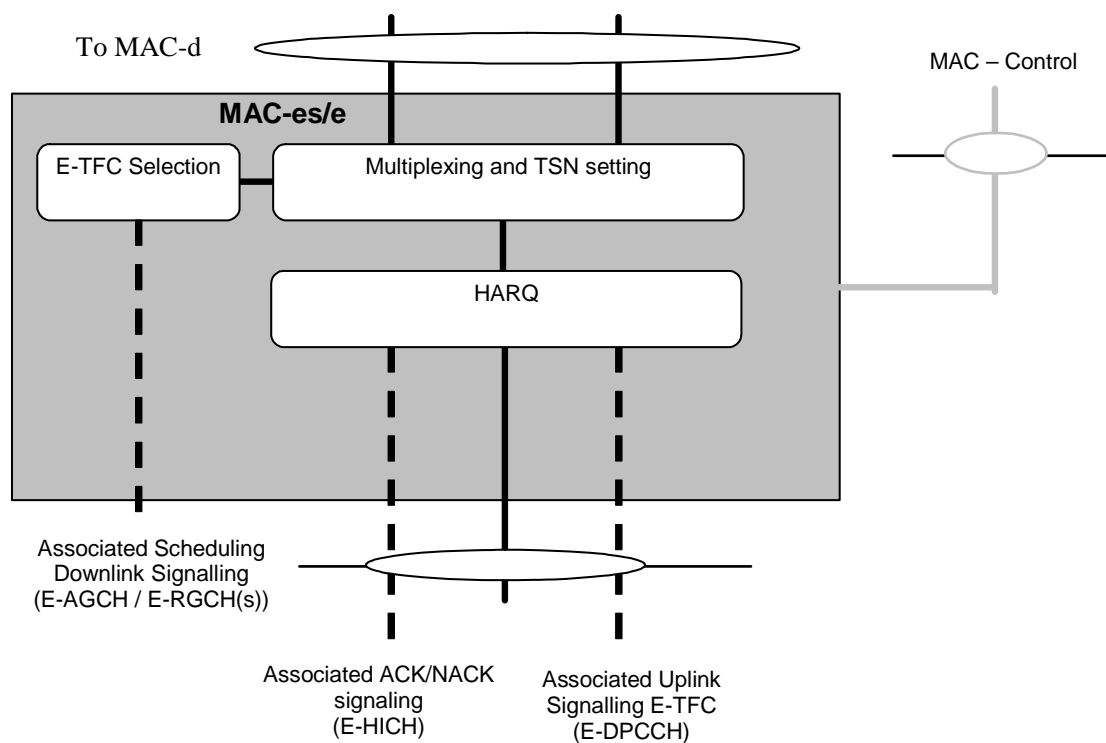 To MAC-d
MAC – Control
MAC-es/e
E-TFC Selection
Multiplexing and TSN setting
HARQ
Associated Scheduling
Downlink Signalling
(E-AGCH / E-RGCH(s))
Associated ACK/NACK
signaling
(E-HICH)
Associated Uplink
Signalling E-TFC
(E-DPCCH)